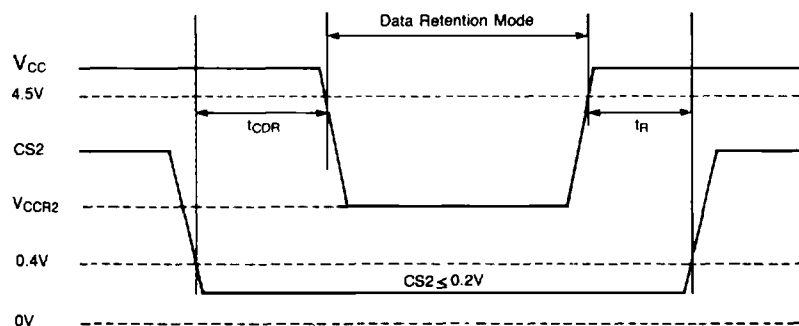 Data Retention Mode
VCC
4.5V
tCDR
tR
CS2
VCCR2
0.4V
CS2 ≤ 0.2V
0V